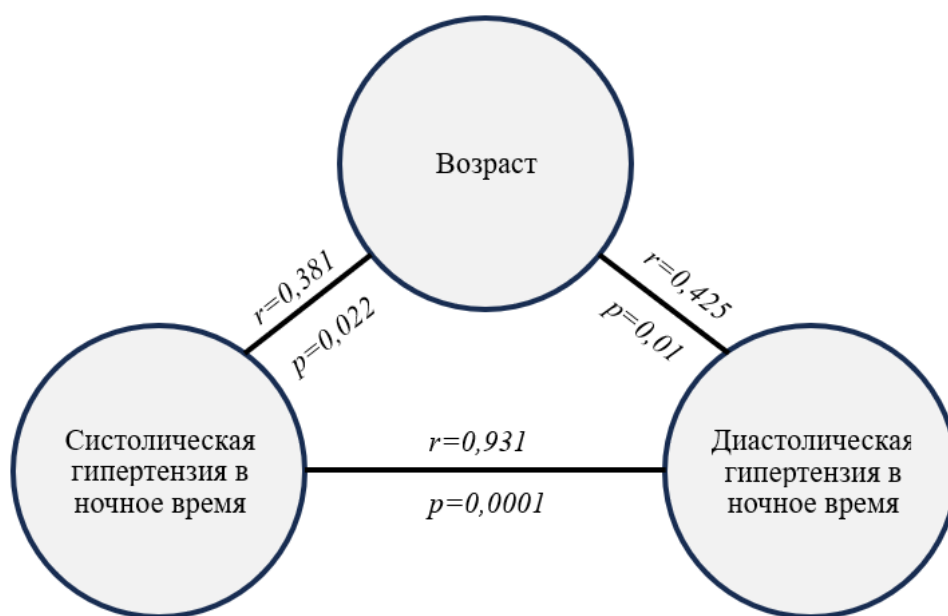 Возраст
r=0,381
p=0,022
r=0,425
p=0,01
Систолическая
гипертензия в
ночное время
r=0,931
p=0,0001
Диастолическая
гипертензия в
ночное время